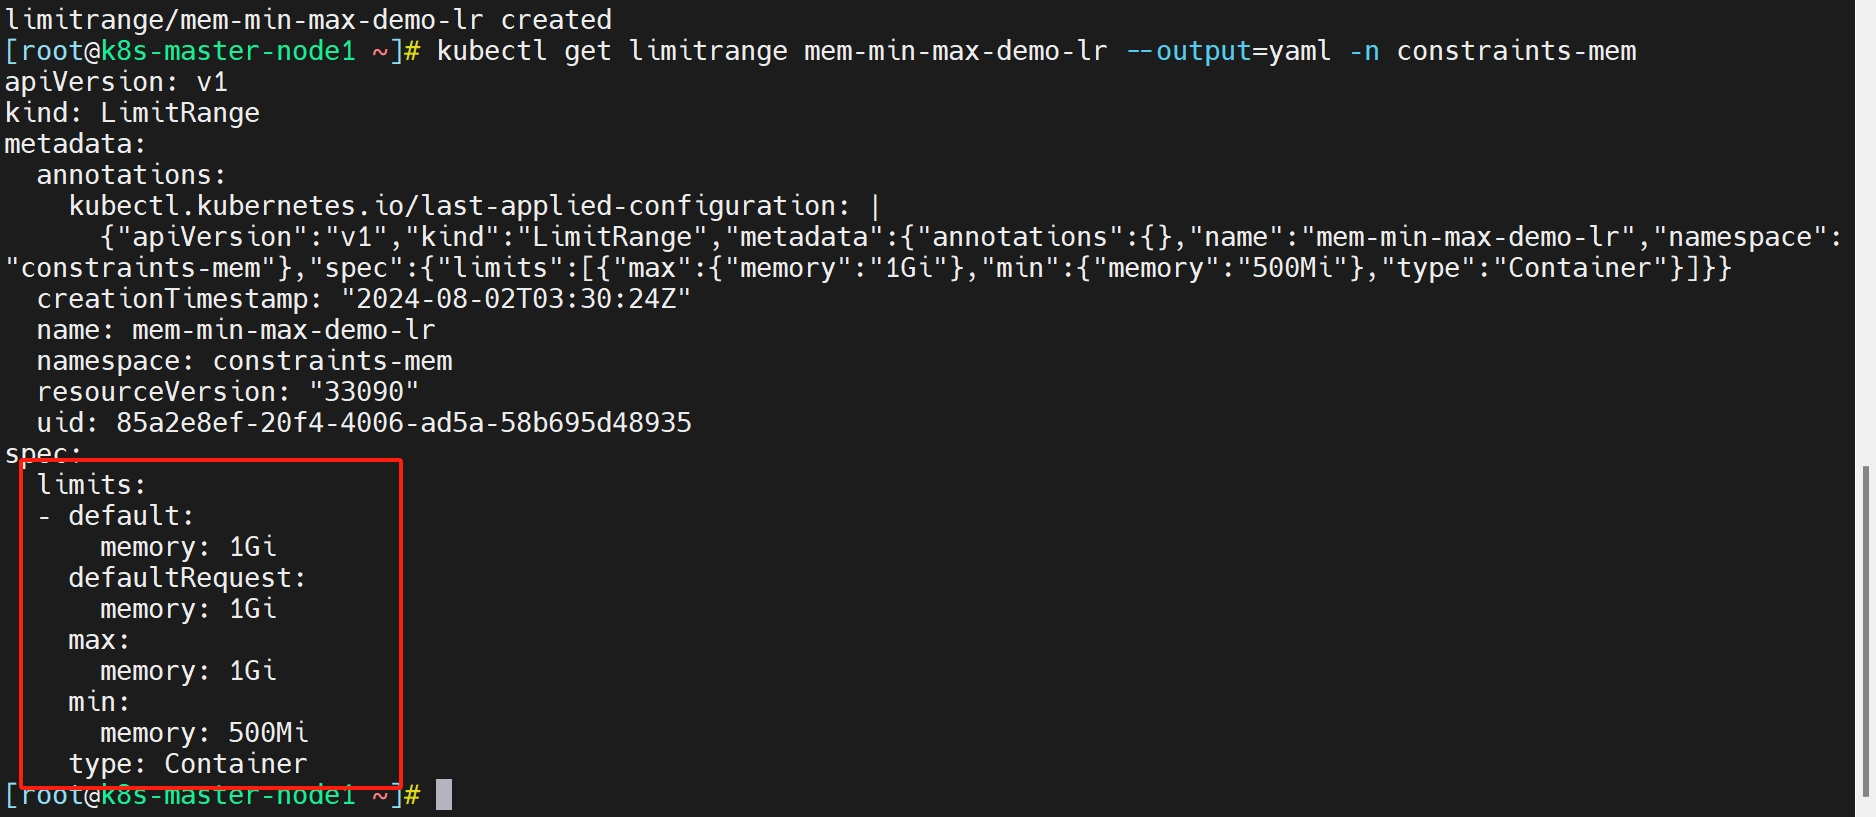 limitrange/mem-min-max-demo-lr created
[root@k8s-master-node1 ~]# kubectl get limitrange mem-min-max-demo-lr --output=yaml -n constraints-mem
apiVersion: v1
kind: LimitRange
metadata:
  annotations:
    kubectl.kubernetes.io/last-applied-configuration: |
      {"apiVersion":"v1","kind":"LimitRange","metadata":{"annotations":{},"name":"mem-min-max-demo-lr","namespace":
"constraints-mem"},"spec":{"limits":[{"max":{"memory":"1Gi"},"min":{"memory":"500Mi"},"type":"Container"}]}}
  creationTimestamp: "2024-08-02T03:30:24Z"
  name: mem-min-max-demo-lr
  namespace: constraints-mem
  resourceVersion: "33090"
  uid: 85a2e8ef-20f4-4006-ad5a-58b695d48935
spec:
  limits:
  - default:
      memory: 1Gi
    defaultRequest:
      memory: 1Gi
    max:
      memory: 1Gi
    min:
      memory: 500Mi
    type: Container
[root@k8s-master-node1 ~]#